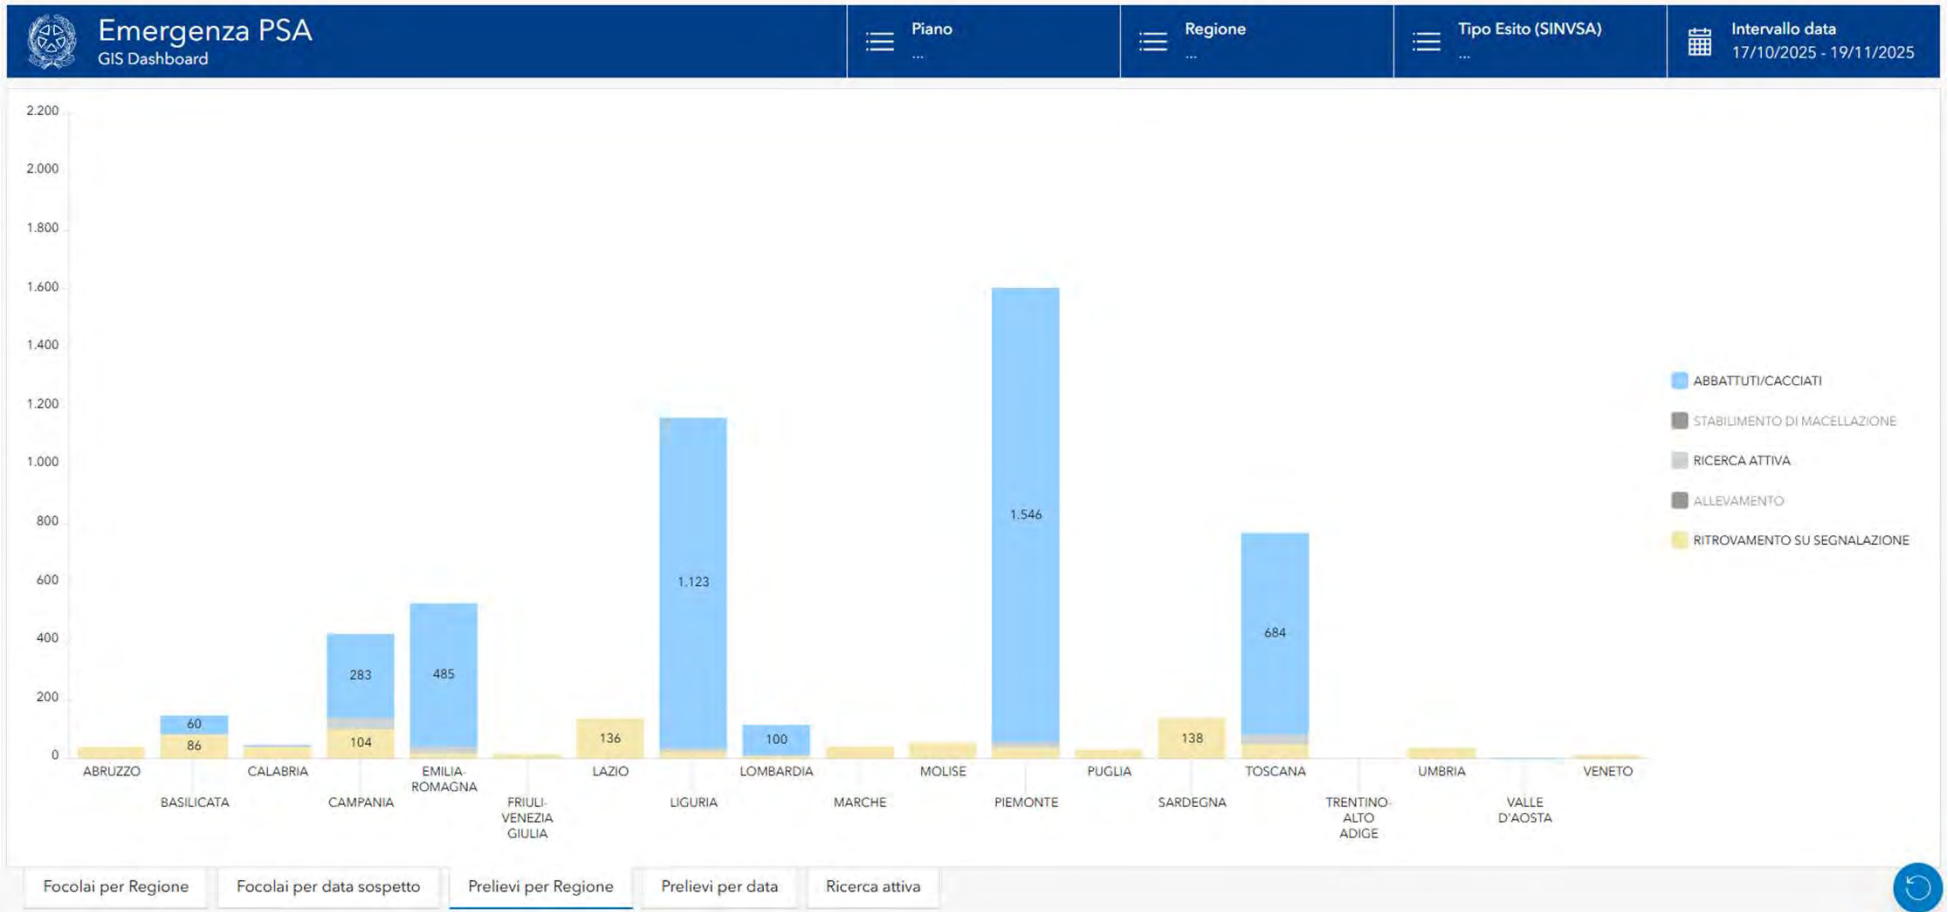 Emergenza PSA
GIS Dashboard
Piano
...
Regione
...
Tipo Esito (SINVSA)
...
Intervallo data
17/10/2025 - 19/11/2025
2.200
2.000
1.800
1.600
1.400
1.200
1.000
800
600
400
200
0
60
86
283
104
485
136
1.123
100
1.546
138
684
ABRUZZO
BASILICATA
CALABRIA
CAMPANIA
EMILIA-
ROMAGNA
FRIULI-
VENEZIA
GIULIA
LAZIO
LIGURIA
LOMBARDIA
MARCHE
MOLISE
PIEMONTE
PUGLIA
SARDEGNA
TOSCANA
TRENTINO-
ALTO
ADIGE
UMBRIA
VALLE
D'AOSTA
VENETO
ABBATTUTI/CACCIATI
STABILIMENTO DI MACELLAZIONE
RICERCA ATTIVA
ALLEVAMENTO
RITROVAMENTO SU SEGNALAZIONE
Focolai per Regione
Focolai per data sospetto
Prelievi per Regione
Prelievi per data
Ricerca attiva